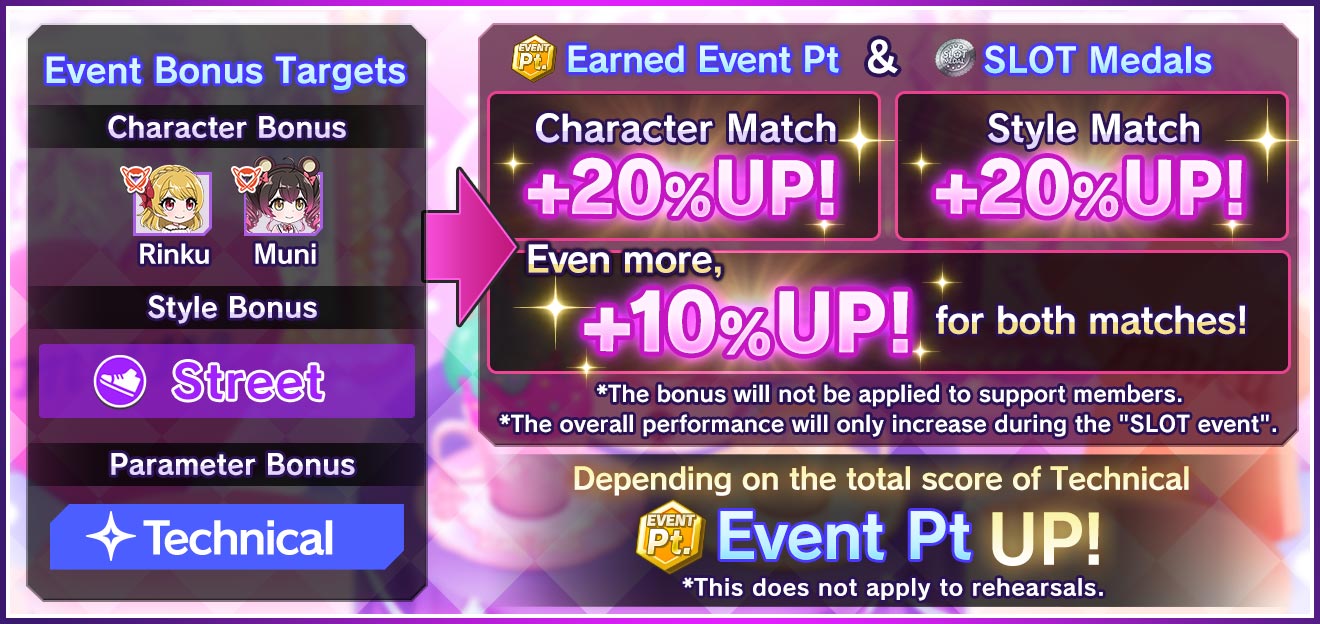 Event Bonus Targets
Character Bonus
Rinku
Muni
Style Bonus
Street
Parameter Bonus
Technical
EVENT
Pt.
Earned Event Pt & SLOT Medals
Character Match
+20%UP!
Style Match
+20%UP!
Even more,
+10%UP! for both matches!
*The bonus will not be applied to support members.
*The overall performance will only increase during the "SLOT event".
Depending on the total score of Technical
EVENT
Pt.
Event Pt UP!
*This does not apply to rehearsals.